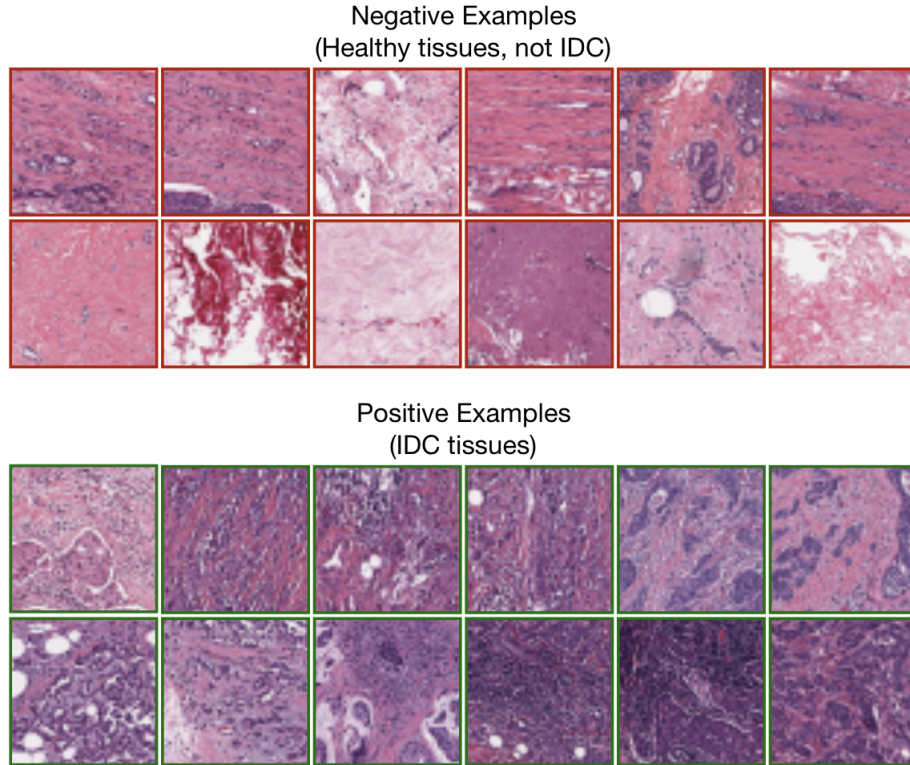 Negative Examples
(Healthy tissues, not IDC)
Positive Examples
(IDC tissues)